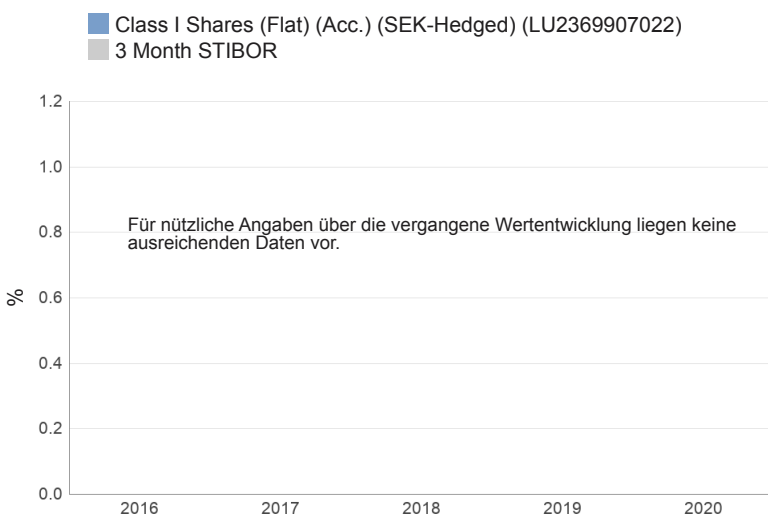 Class I Shares (Flat) (Acc.) (SEK-Hedged) (LU2369907022)
3 Month STIBOR
1.2
1.0
Für nützliche Angaben über die vergangene Wertentwicklung liegen keine
0.8
ausreichenden Daten vor.
%
0.6
0.4
0.2
0.0
2016 2017 2018 2019 2020